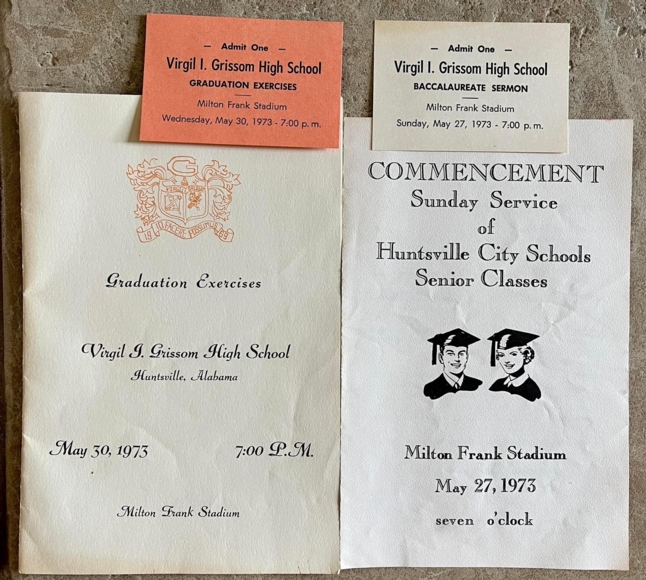 — Admit One —
Virgil I. Grissom High School
GRADUATION EXERCISES
Milton Frank Stadium
Wednesday, May 30, 1973 - 7:00 p. m.
— Admit One —
Virgil I. Grissom High School
BACCALAUREATE SERMON
Milton Frank Stadium
Sunday, May 27, 1973 - 7:00 p. m.
G
Graduation Exercises
Virgil I. Grissom High School
Huntsville, Alabama
May 30, 1973 7:00 P.M.
Milton Frank Stadium
COMMENCEMENT
Sunday Service
of
Huntsville City Schools
Senior Classes
Milton Frank Stadium
May 27, 1973
seven o'clock